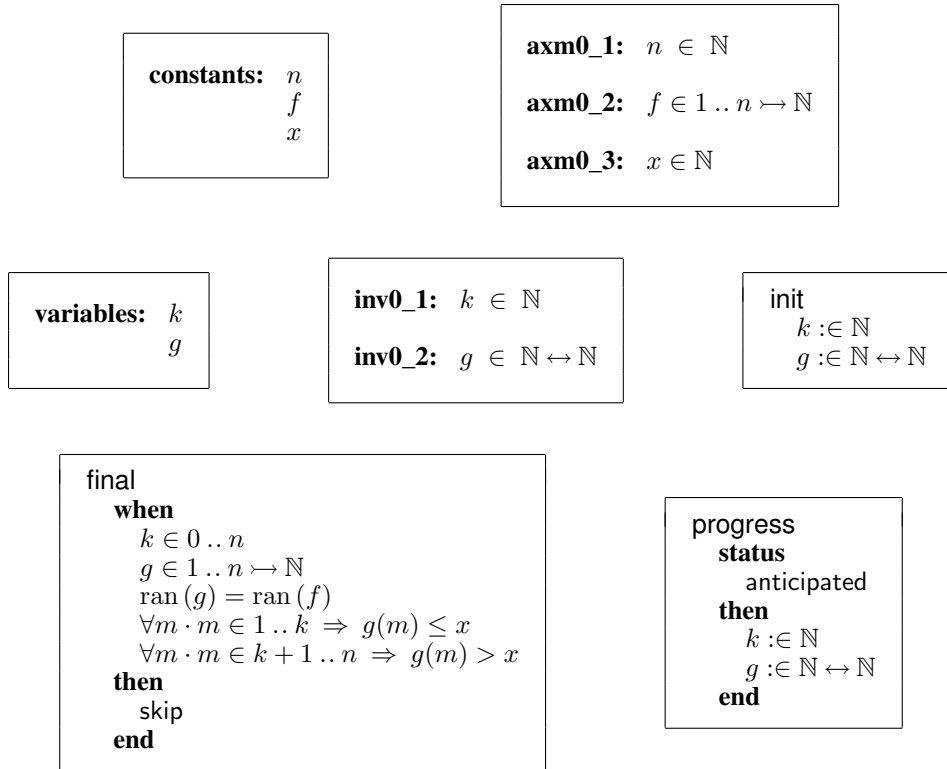 constants: n
f
x
axm0_1: n ∈ ℕ
axm0_2: f ∈ 1 .. n ↣ ℕ
axm0_3: x ∈ ℕ
variables: k
g
inv0_1: k ∈ ℕ
inv0_2: g ∈ ℕ ↔ ℕ
init
k :∈ ℕ
g :∈ ℕ ↔ ℕ
final
when
k ∈ 0 .. n
g ∈ 1 .. n ↣ ℕ
ran (g) = ran (f)
∀m · m ∈ 1 .. k ⇒ g(m) ≤ x
∀m · m ∈ k + 1 .. n ⇒ g(m) > x
then
skip
end
progress
status
anticipated
then
k :∈ ℕ
g :∈ ℕ ↔ ℕ
end